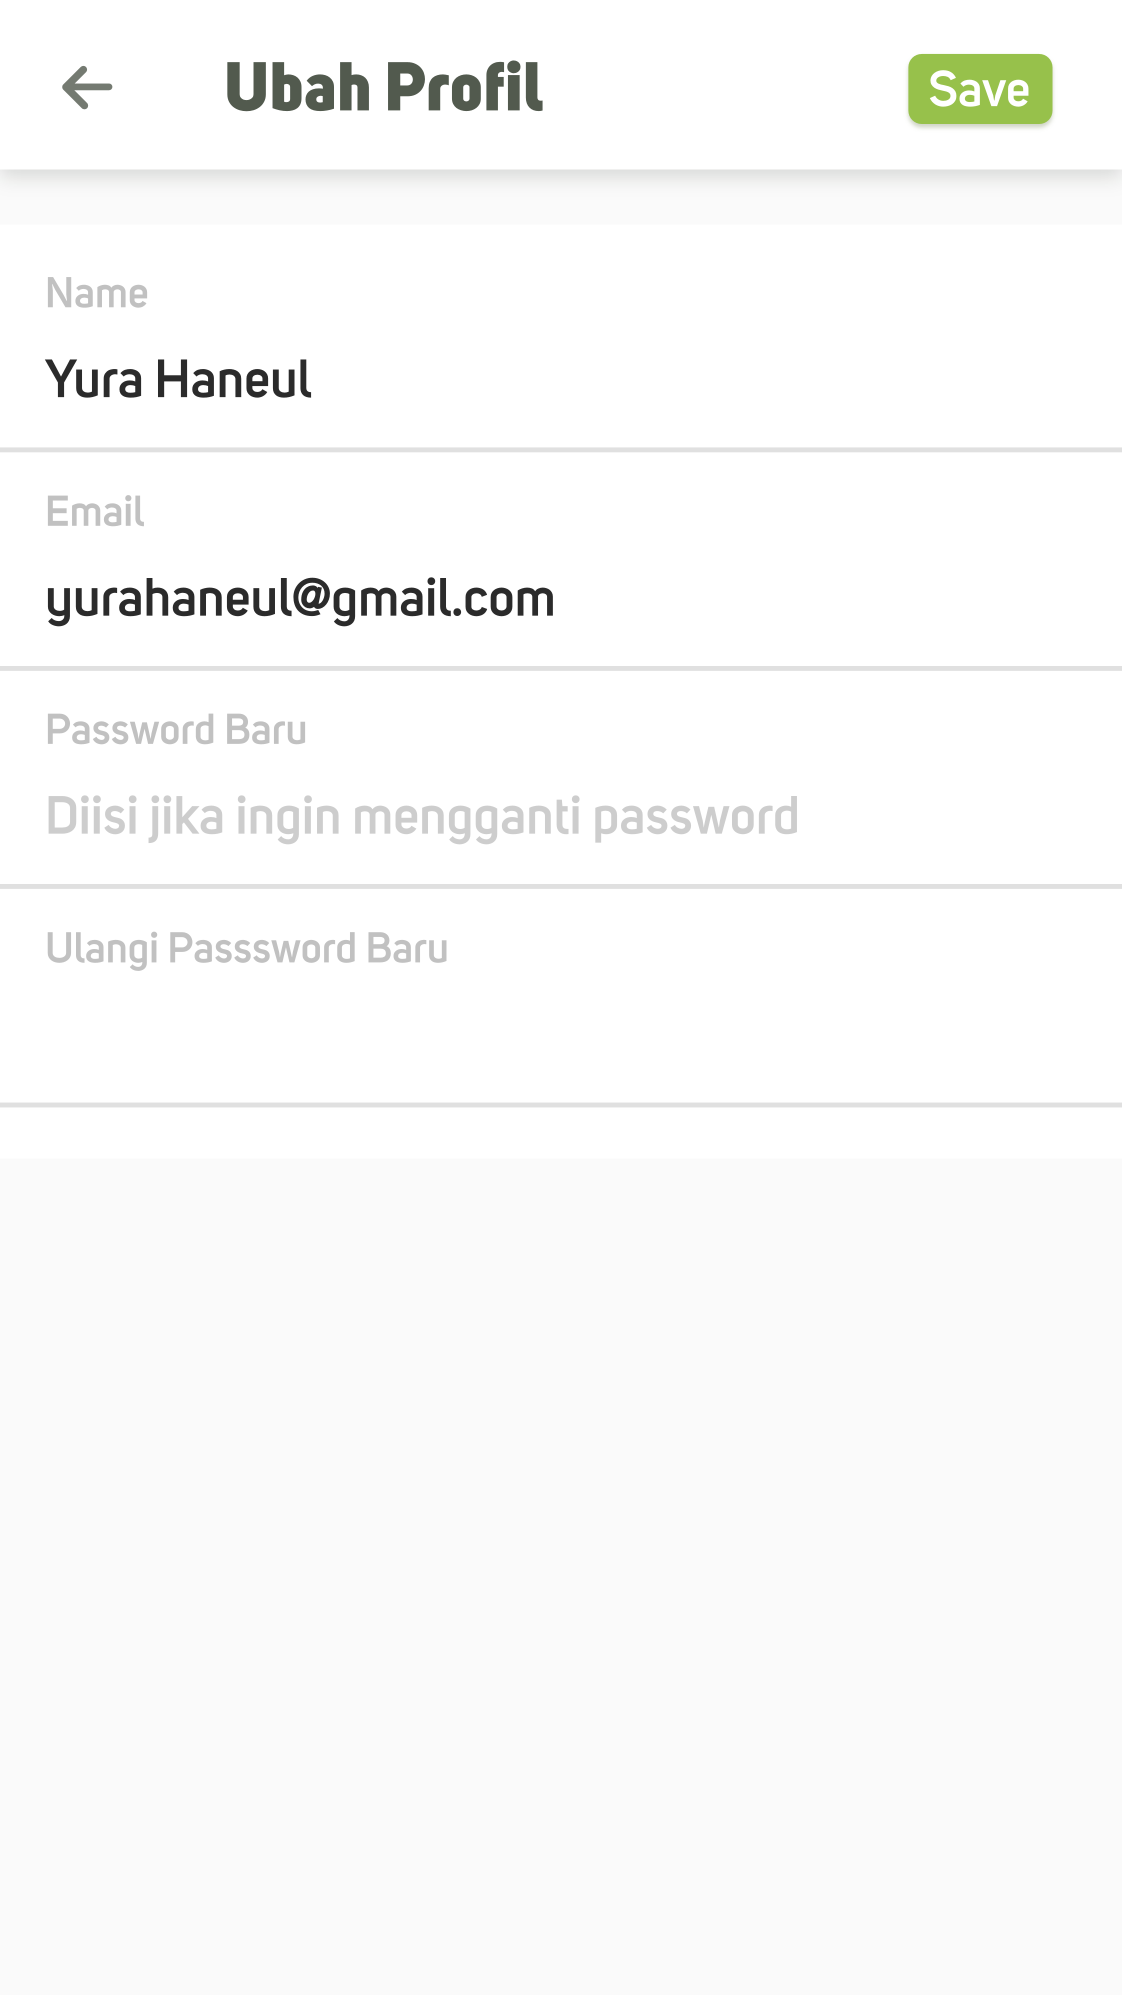 Ubah Profil
Save
Name
Yura Haneul
Email
yurahaneul@gmail.com
Password Baru
Diisi jika ingin mengganti password
Ulangi Passsword Baru